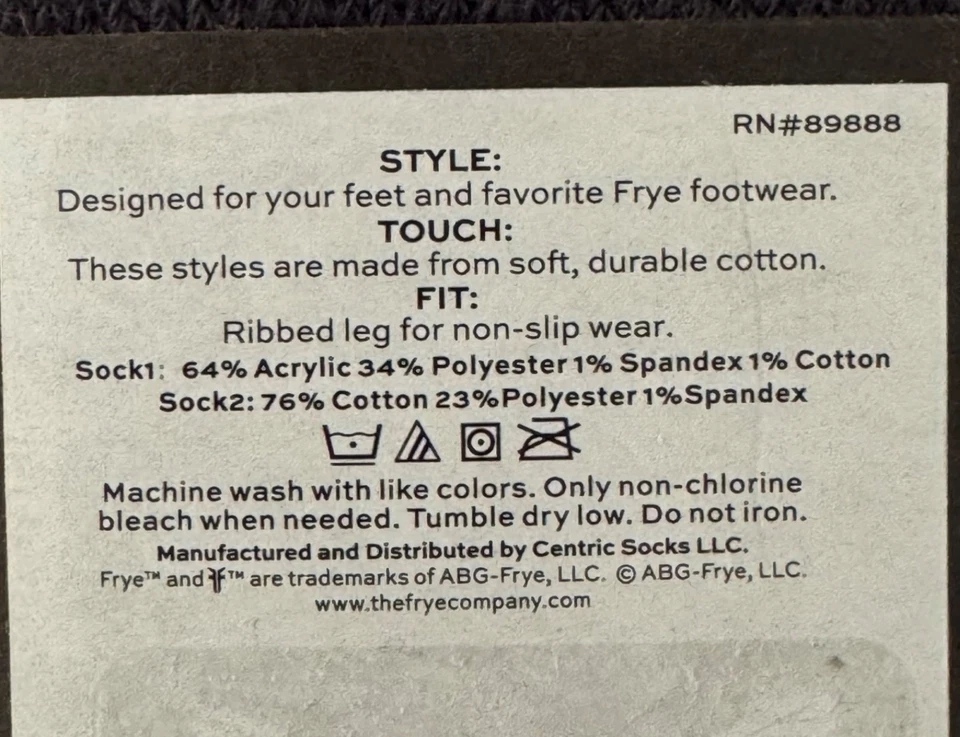 RN#89888
STYLE:
Designed for your feet and favorite Frye footwear.
TOUCH:
These styles are made from soft, durable cotton.
FIT:
Ribbed leg for non-slip wear.
Sock1: 64% Acrylic 34% Polyester 1% Spandex 1% Cotton
Sock2: 76% Cotton 23%Polyester 1%Spandex
Machine wash with like colors. Only non-chlorine
bleach when needed. Tumble dry low. Do not iron.
Manufactured and Distributed by Centric Socks LLC.
Frye™ and ™ are trademarks of ABG-Frye, LLC. © ABG-Frye, LLC.
www.thefryecompany.com